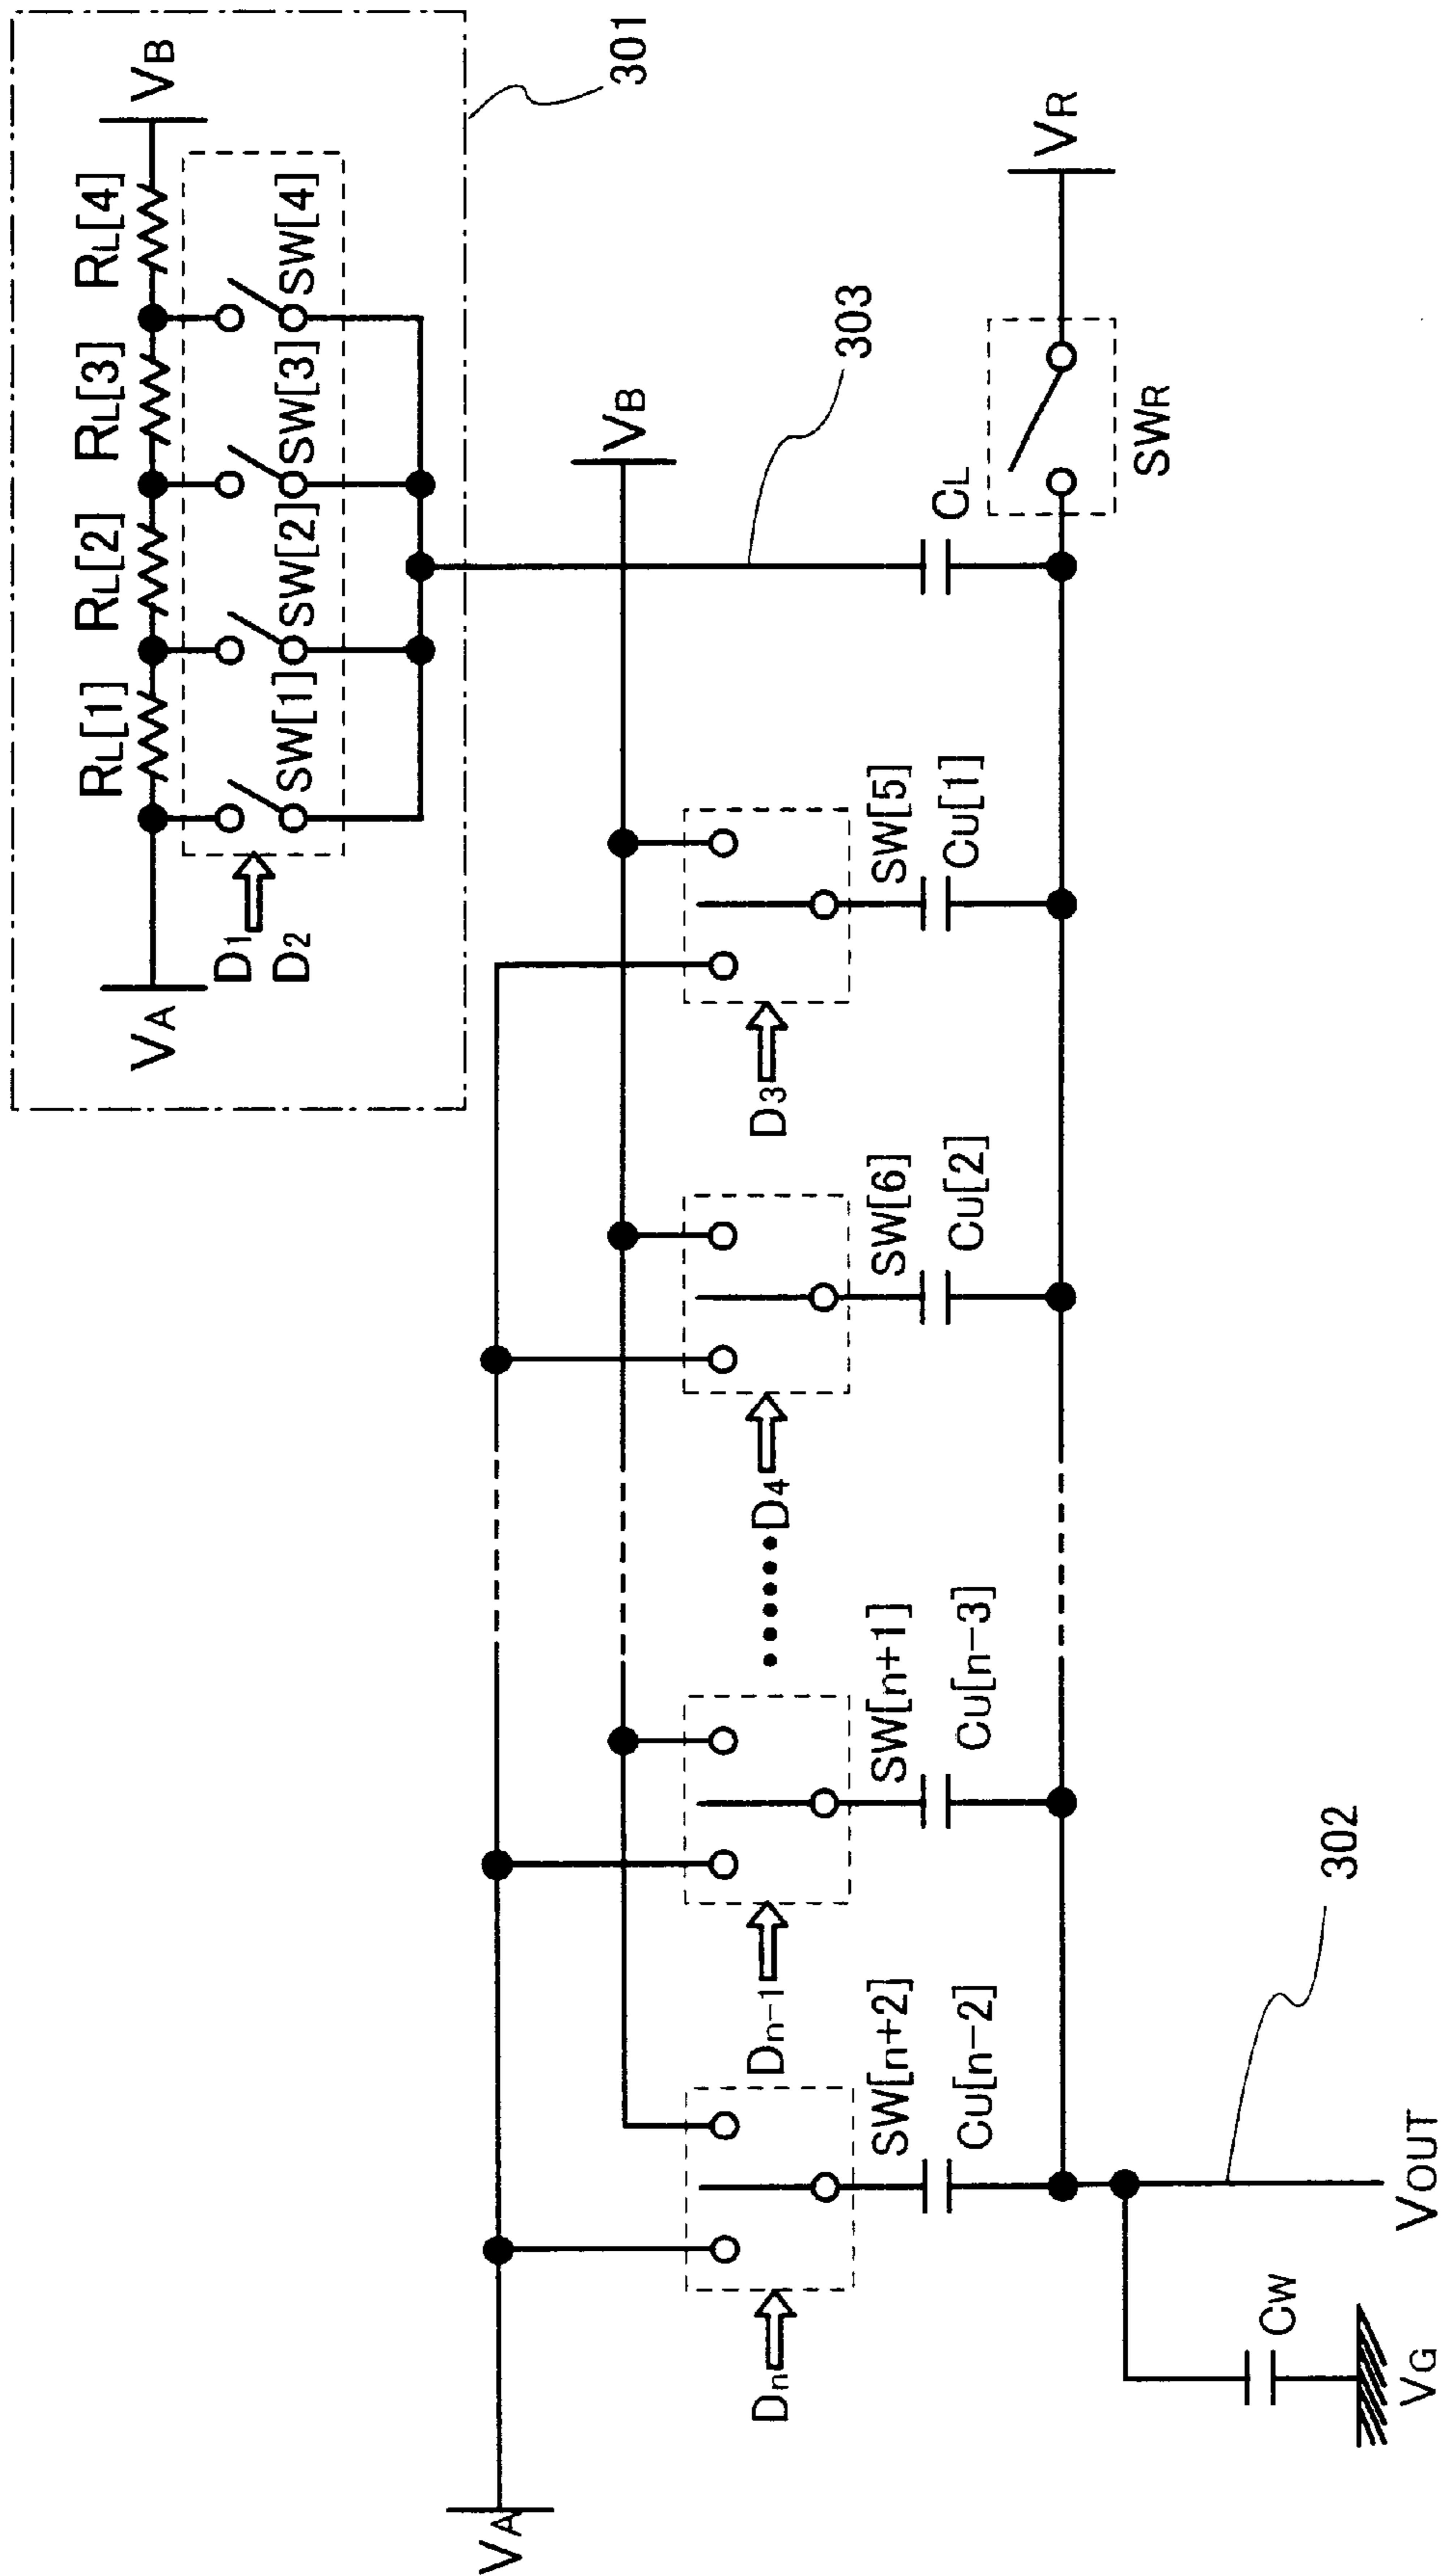 VA
RL[1]
RL[2]
RL[3]
RL[4]
VB
D1
D2
SW[1]
SW[2]
SW[3]
SW[4]
301
VA
VB
303
Dn
Dn-1
D4
D3
SW[n+2]
SW[n+1]
SW[6]
SW[5]
CU[n-2]
CU[n-3]
CU[2]
CU[1]
CL
VR
SWR
CW
VG
VOUT
302